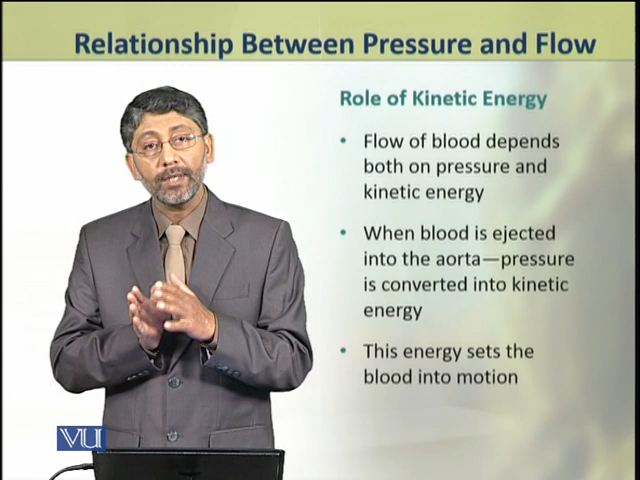 Relationship Between Pressure and Flow
Role of Kinetic Energy
• Flow of blood depends
both on pressure and
kinetic energy
• When blood is ejected
into the aorta—pressure
is converted into kinetic
energy
• This energy sets the
blood into motion
VU